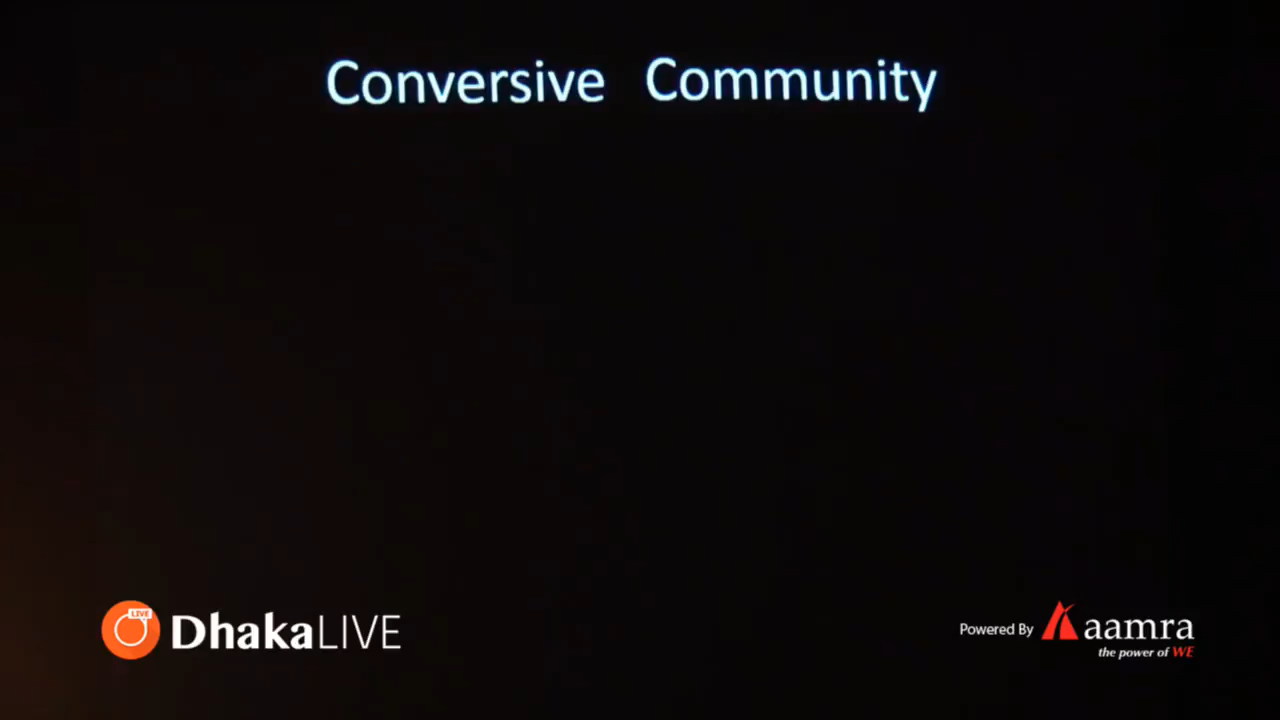 Conversive Community
LIVE
DhakaLIVE
Powered By aamra
the power of WE